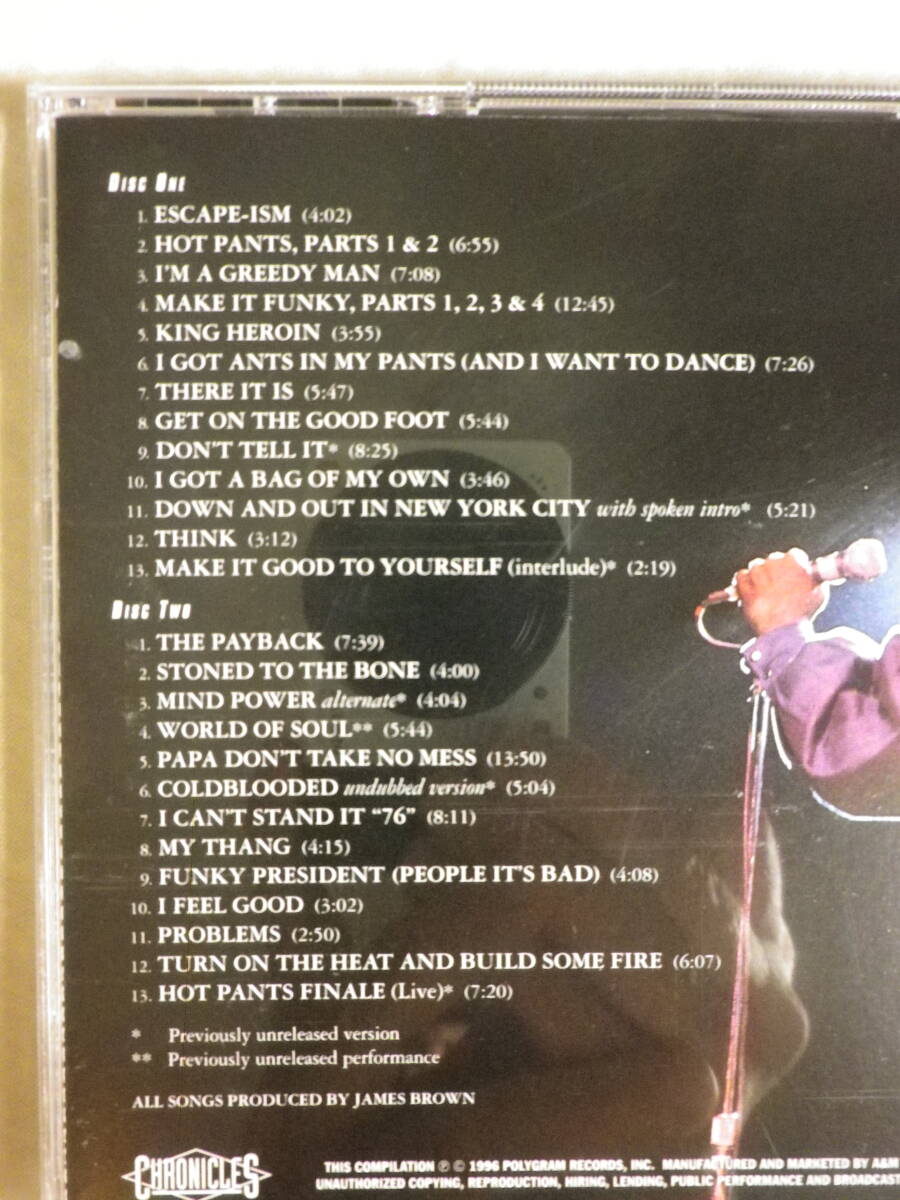 DISC ONE
1. ESCAPE-ISM (4:02)
2. HOT PANTS, PARTS 1 & 2 (6:55)
3. I'M A GREEDY MAN (7:08)
4. MAKE IT FUNKY, PARTS 1, 2, 3 & 4 (12:45)
5. KING HEROIN (3:55)
6. I GOT ANTS IN MY PANTS (AND I WANT TO DANCE) (7:26)
7. THERE IT IS (5:47)
8. GET ON THE GOOD FOOT (5:44)
9. DON'T TELL IT* (8:25)
10. I GOT A BAG OF MY OWN (3:46)
11. DOWN AND OUT IN NEW YORK CITY with spoken intro* (5:21)
12. THINK (3:12)
13. MAKE IT GOOD TO YOURSELF (interlude)* (2:19)
DISC TWO
1. THE PAYBACK (7:39)
2. STONED TO THE BONE (4:00)
3. MIND POWER alternate* (4:04)
4. WORLD OF SOUL** (5:44)
5. PAPA DON'T TAKE NO MESS (13:50)
6. COLDBLOODED undubbed version* (5:04)
7. I CAN'T STAND IT “76” (8:11)
8. MY THANG (4:15)
9. FUNKY PRESIDENT (PEOPLE IT'S BAD) (4:08)
10. I FEEL GOOD (3:02)
11. PROBLEMS (2:50)
12. TURN ON THE HEAT AND BUILD SOME FIRE (6:07)
13. HOT PANTS FINALE (Live)* (7:20)
* Previously unreleased version
** Previously unreleased performance
ALL SONGS PRODUCED BY JAMES BROWN
CHRONICLES
THIS COMPILATION ℗ © 1996 POLYGRAM RECORDS, INC. MANUFACTURED AND MARKETED BY A&M
UNAUTHORIZED COPYING, REPRODUCTION, HIRING, LENDING, PUBLIC PERFORMANCE AND BROADCAST